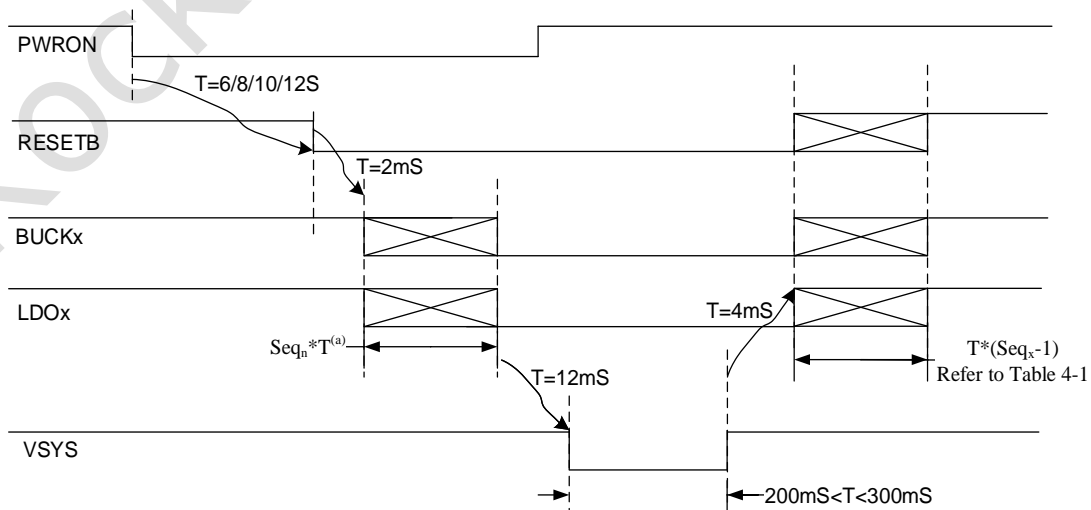 PWRON
T=6/8/10/12S
RESETB
T=2mS
BUCKx
LDOx
T=4mS
Seqₙ*T⁽ᵃ⁾
T*(Seqₓ-1)
Refer to Table 4-1
T=12mS
VSYS
200mS<T<300mS